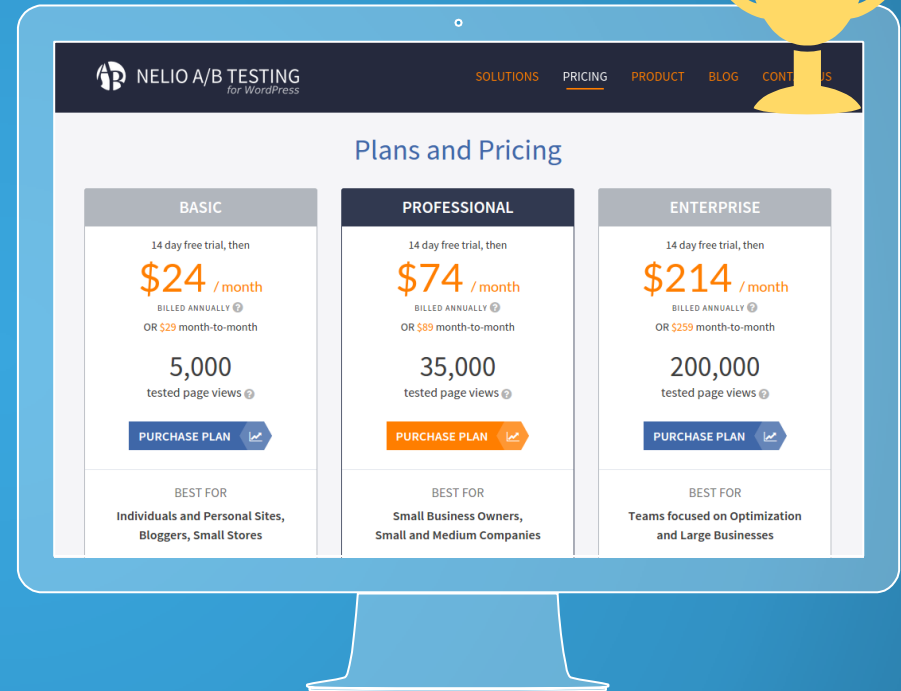 NELIO A/B TESTING
for WordPress
SOLUTIONS PRICING PRODUCT BLOG
Plans and Pricing
BASIC
14 day free trial, then
$24 / month
BILLED ANNUALLY ?
OR $29 month-to-month
5,000
tested page views ?
PURCHASE PLAN
BEST FOR
Individuals and Personal Sites,
Bloggers, Small Stores
PROFESSIONAL
14 day free trial, then
$74 / month
BILLED ANNUALLY ?
OR $89 month-to-month
35,000
tested page views ?
PURCHASE PLAN
BEST FOR
Small Business Owners,
Small and Medium Companies
ENTERPRISE
14 day free trial, then
$214 / month
BILLED ANNUALLY ?
OR $259 month-to-month
200,000
tested page views ?
PURCHASE PLAN
BEST FOR
Teams focused on Optimization
and Large Businesses